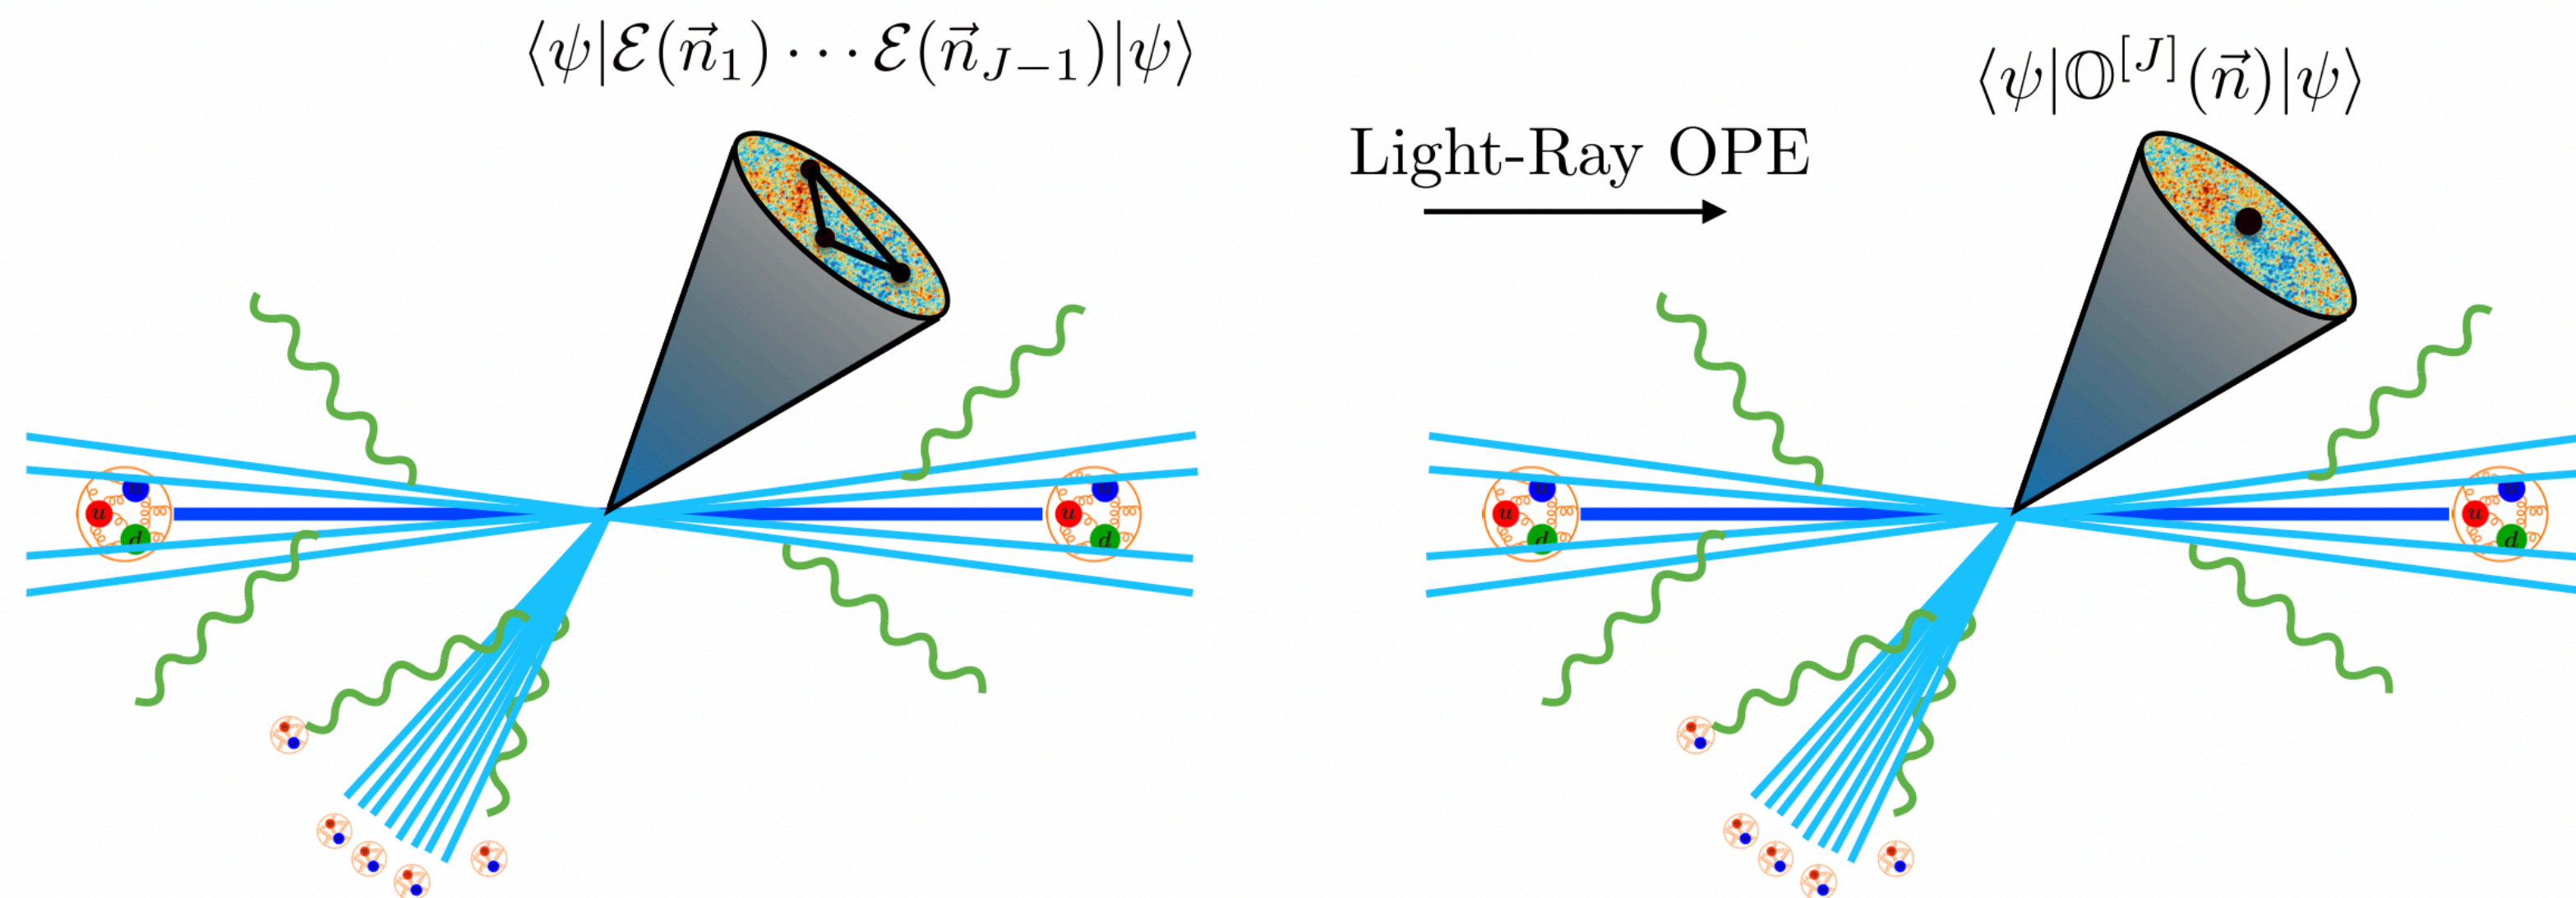 ⟨ψ|ℰ(n⃗₁) ⋯ ℰ(n⃗_{J−1})|ψ⟩
Light-Ray OPE
⟨ψ|𝕆^{[J]}(n⃗)|ψ⟩
u
u
d
u
u
d
u
u
d
u
u
d